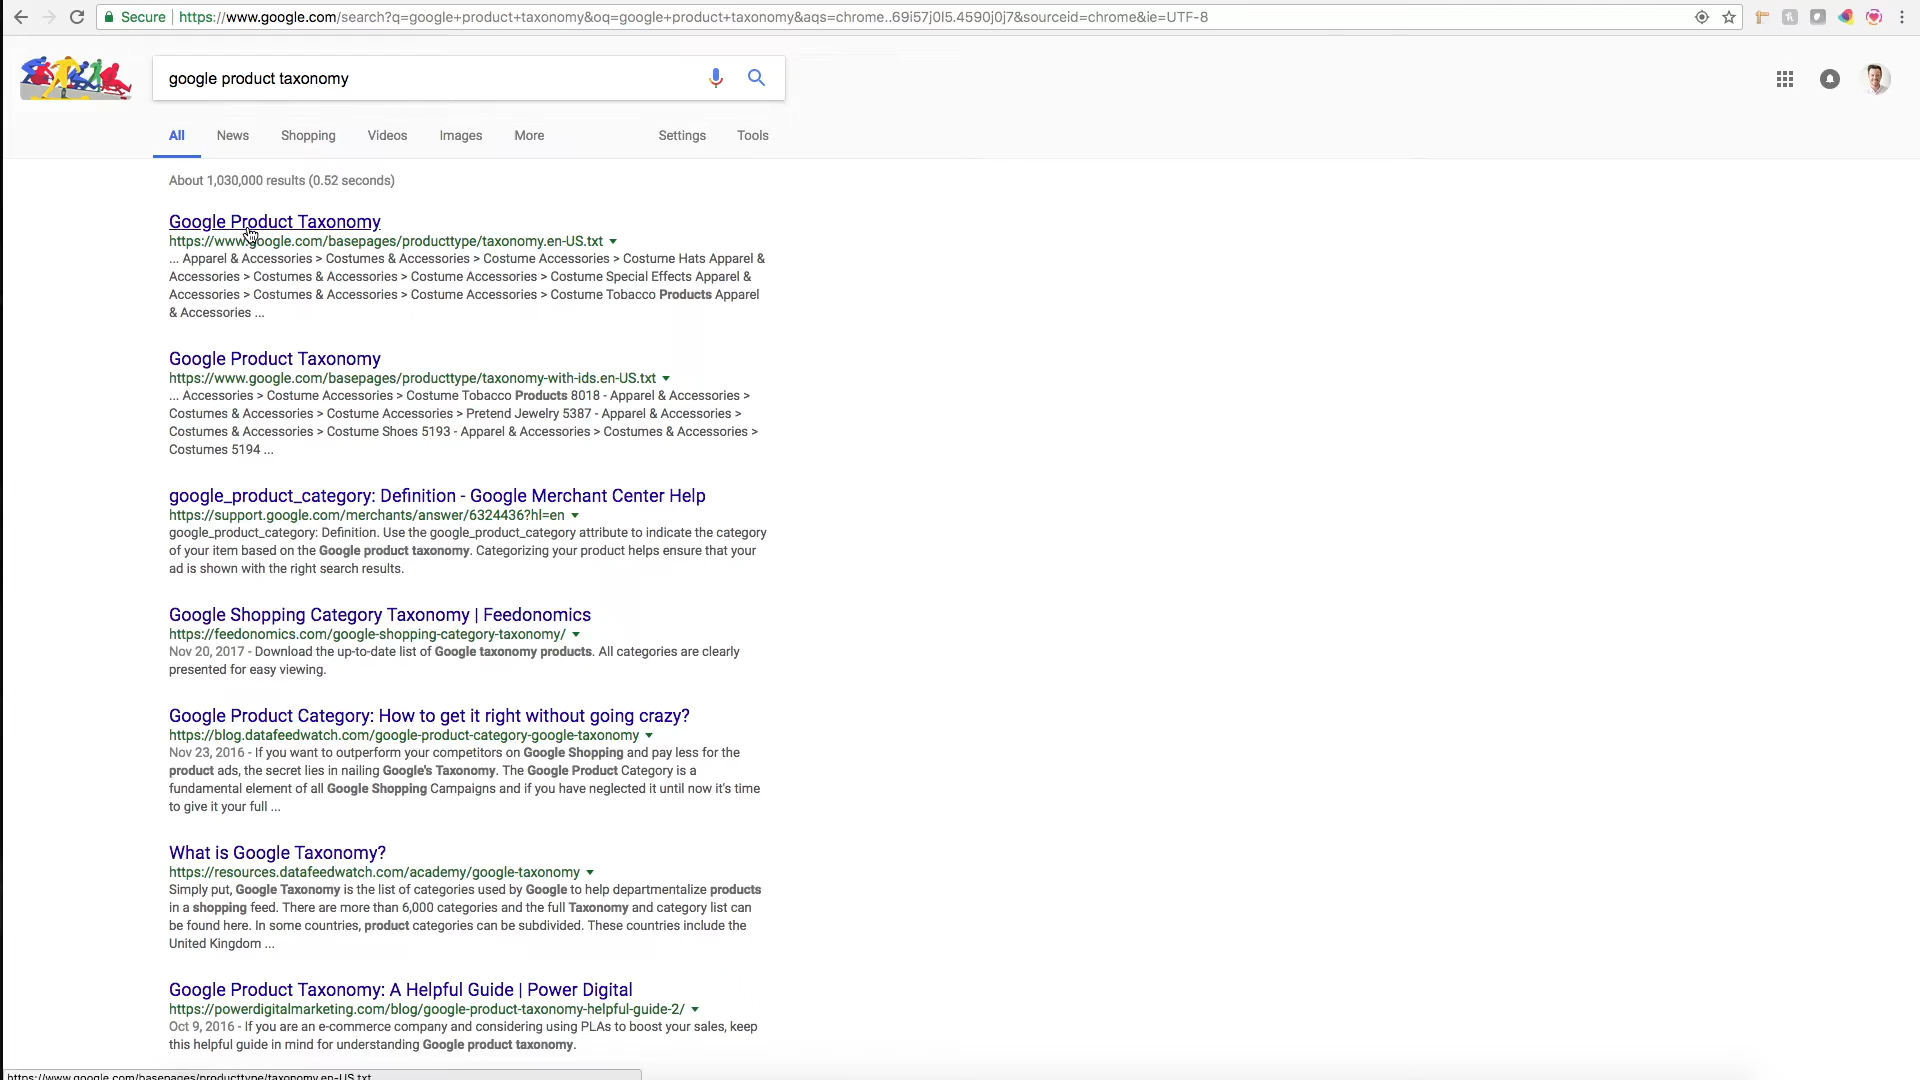 Secure https://www.google.com/search?q=google+product+taxonomy&oq=google+product+taxonomy&aqs=chrome..69i57j0l5.4590j0j7&sourceid=chrome&ie=UTF-8
google product taxonomy
All News Shopping Videos Images More Settings Tools
About 1,030,000 results (0.52 seconds)
Google Product Taxonomy
https://www.google.com/basepages/producttype/taxonomy.en-US.txt
... Apparel & Accessories > Costumes & Accessories > Costume Accessories > Costume Hats Apparel &
Accessories > Costumes & Accessories > Costume Accessories > Costume Special Effects Apparel &
Accessories > Costumes & Accessories > Costume Accessories > Costume Tobacco Products Apparel
& Accessories ...
Google Product Taxonomy
https://www.google.com/basepages/producttype/taxonomy-with-ids.en-US.txt
... Accessories > Costume Accessories > Costume Tobacco Products 8018 - Apparel & Accessories >
Costumes & Accessories > Costume Accessories > Pretend Jewelry 5387 - Apparel & Accessories >
Costumes & Accessories > Costume Shoes 5193 - Apparel & Accessories > Costumes & Accessories >
Costumes 5194 ...
google_product_category: Definition - Google Merchant Center Help
https://support.google.com/merchants/answer/6324436?hl=en
google_product_category: Definition. Use the google_product_category attribute to indicate the category
of your item based on the Google product taxonomy. Categorizing your product helps ensure that your
ad is shown with the right search results.
Google Shopping Category Taxonomy | Feedonomics
https://feedonomics.com/google-shopping-category-taxonomy/
Nov 20, 2017 - Download the up-to-date list of Google taxonomy products. All categories are clearly
presented for easy viewing.
Google Product Category: How to get it right without going crazy?
https://blog.datafeedwatch.com/google-product-category-google-taxonomy
Nov 23, 2016 - If you want to outperform your competitors on Google Shopping and pay less for the
product ads, the secret lies in nailing Google's Taxonomy. The Google Product Category is a
fundamental element of all Google Shopping Campaigns and if you have neglected it until now it's time
to give it your full ...
What is Google Taxonomy?
https://resources.datafeedwatch.com/academy/google-taxonomy
Simply put, Google Taxonomy is the list of categories used by Google to help departmentalize products
in a shopping feed. There are more than 6,000 categories and the full Taxonomy and category list can
be found here. In some countries, product categories can be subdivided. These countries include the
United Kingdom ...
Google Product Taxonomy: A Helpful Guide | Power Digital
https://powerdigitalmarketing.com/blog/google-product-taxonomy-helpful-guide-2/
Oct 9, 2016 - If you are an e-commerce company and considering using PLAs to boost your sales, keep
this helpful guide in mind for understanding Google product taxonomy.
https://www.google.com/basepages/producttype/taxonomy.en-US.txt